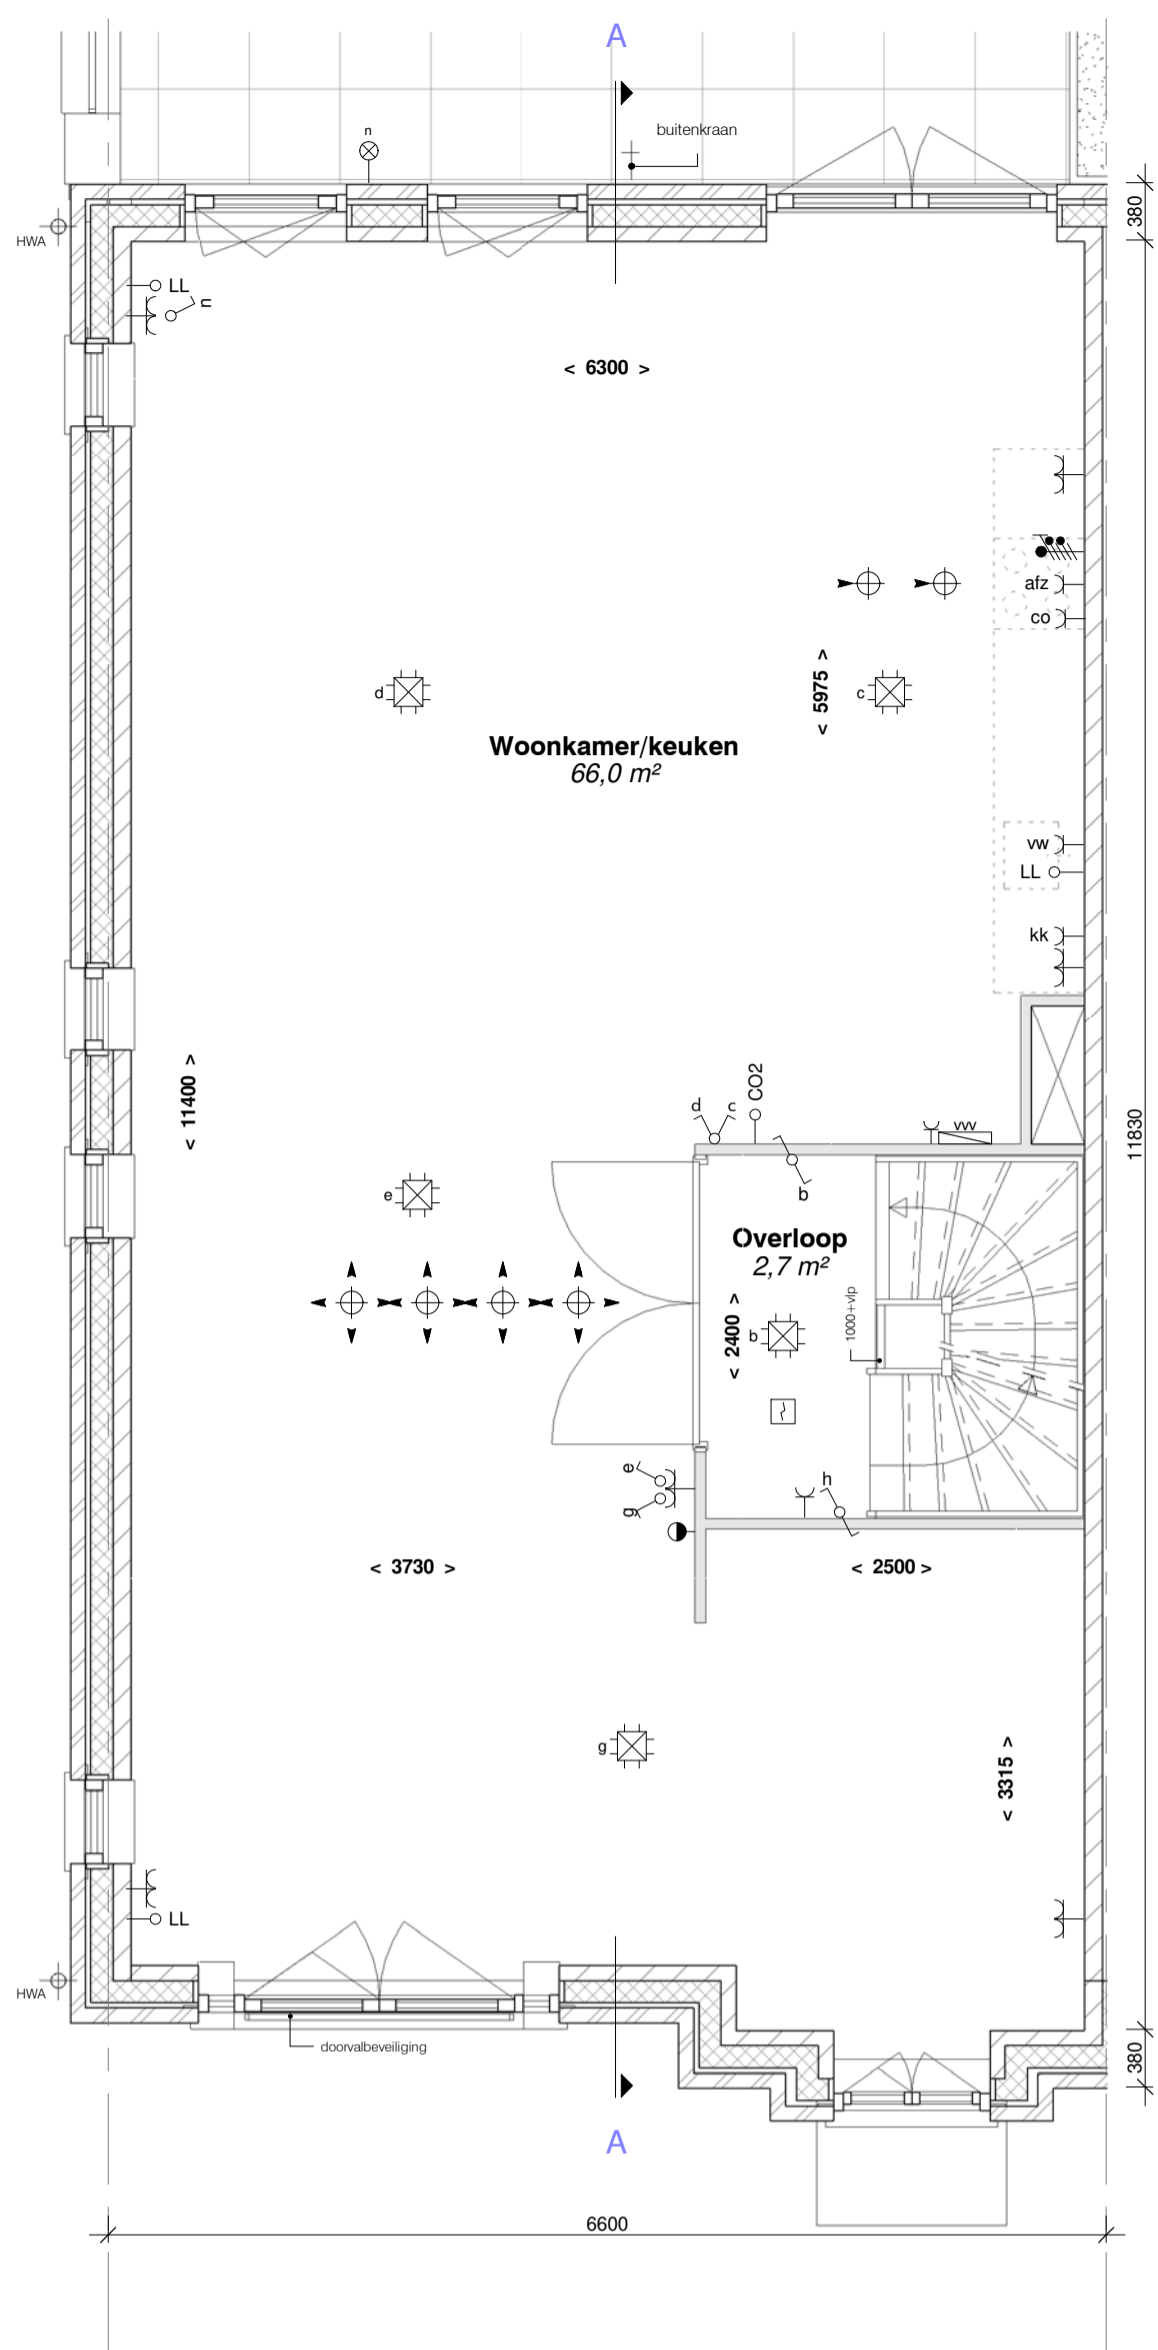 A
n
buitenkraan
380
HWA
LL
n
< 6300 >
afz
co
d
< 5975 >
c
Woonkamer/keuken
66,0 m²
vw
LL
kk
< 11400 >
d
c
CO2
vvv
11830
b
e
Overloop
2,7 m²
< 2400 >
b
1000+vlp
e
g
h
< 3730 >
< 2500 >
g
< 3315 >
LL
HWA
doorvalbeveiliging
380
A
6600